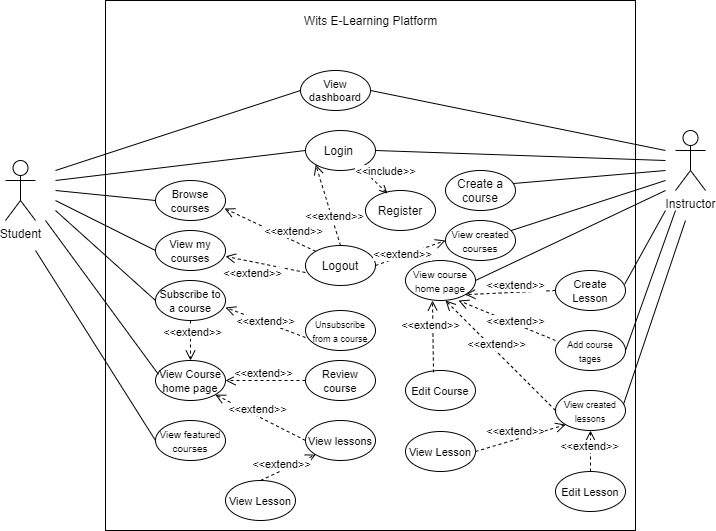 Wits E-Learning Platform
View
dashboard
Login
<<include>>
Browse
courses
Create a
course
Register
<<extend>>
Student
Instructor
<<extend>>
View created
courses
View my
courses
<<extend>>
Logout
<<extend>>
<<extend>>
View course
home page
Subscribe to
a course
<<extend>>
Create
Lesson
<<extend>>
<<extend>>
Unsubscribe
from a course
<<extend>>
<<extend>>
<<extend>>
Add course
tages
View Course
home page
<<extend>>
Review
course
Edit Course
<<extend>>
View created
lessons
View featured
courses
View lessons
<<extend>>
<<extend>>
View Lesson
<<extend>>
View Lesson
Edit Lesson